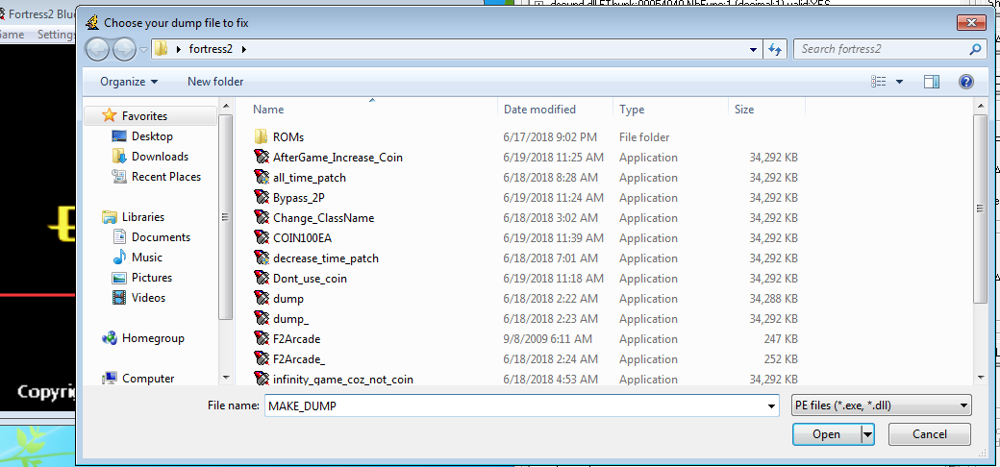 Fortress2 Blu
Choose your dump file to fix
Game Settings
fortress2
Search fortress2
Organize New folder
Name Date modified Type Size
Favorites
Desktop
Downloads
Recent Places
Libraries
Documents
Music
Pictures
Videos
Homegroup
Computer
ROMs 6/17/2018 9:02 PM File folder
AfterGame_Increase_Coin 6/19/2018 11:25 AM Application 34,292 KB
all_time_patch 6/18/2018 8:28 AM Application 34,292 KB
Bypass_2P 6/19/2018 11:24 AM Application 34,292 KB
Change_ClassName 6/18/2018 3:02 AM Application 34,292 KB
COIN100EA 6/19/2018 11:39 AM Application 34,292 KB
decrease_time_patch 6/18/2018 7:01 AM Application 34,292 KB
Dont_use_coin 6/19/2018 11:18 AM Application 34,292 KB
dump 6/18/2018 2:22 AM Application 34,288 KB
dump_ 6/18/2018 2:23 AM Application 34,292 KB
F2Arcade 9/8/2009 6:11 AM Application 247 KB
F2Arcade_ 6/18/2018 2:24 AM Application 252 KB
infinity_game_coz_not_coin 6/18/2018 4:53 AM Application 34,292 KB
Copyri
File name: MAKE_DUMP PE files (*.exe, *.dll)
Open Cancel